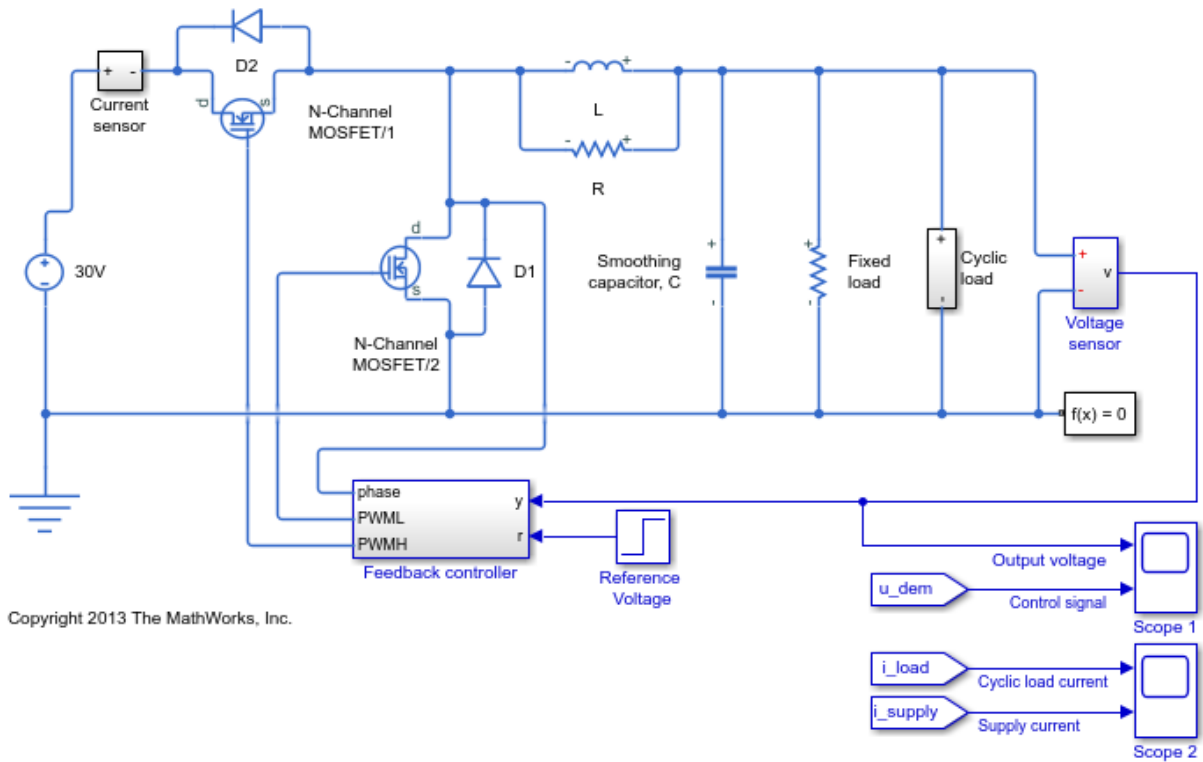 D2
+ -
Current
sensor
d
s
N-Channel
MOSFET/1
- +
L
- +
R
30V
+
-
d
s
D1
N-Channel
MOSFET/2
+
Smoothing
capacitor, C
-
+
Fixed
load
-
+
Cyclic
load
-
+
v
-
Voltage
sensor
f(x) = 0
phase
PWML
PWMH
y
r
Feedback controller
Reference
Voltage
Output voltage
u_dem
Control signal
Scope 1
i_load
Cyclic load current
i_supply
Supply current
Scope 2
Copyright 2013 The MathWorks, Inc.